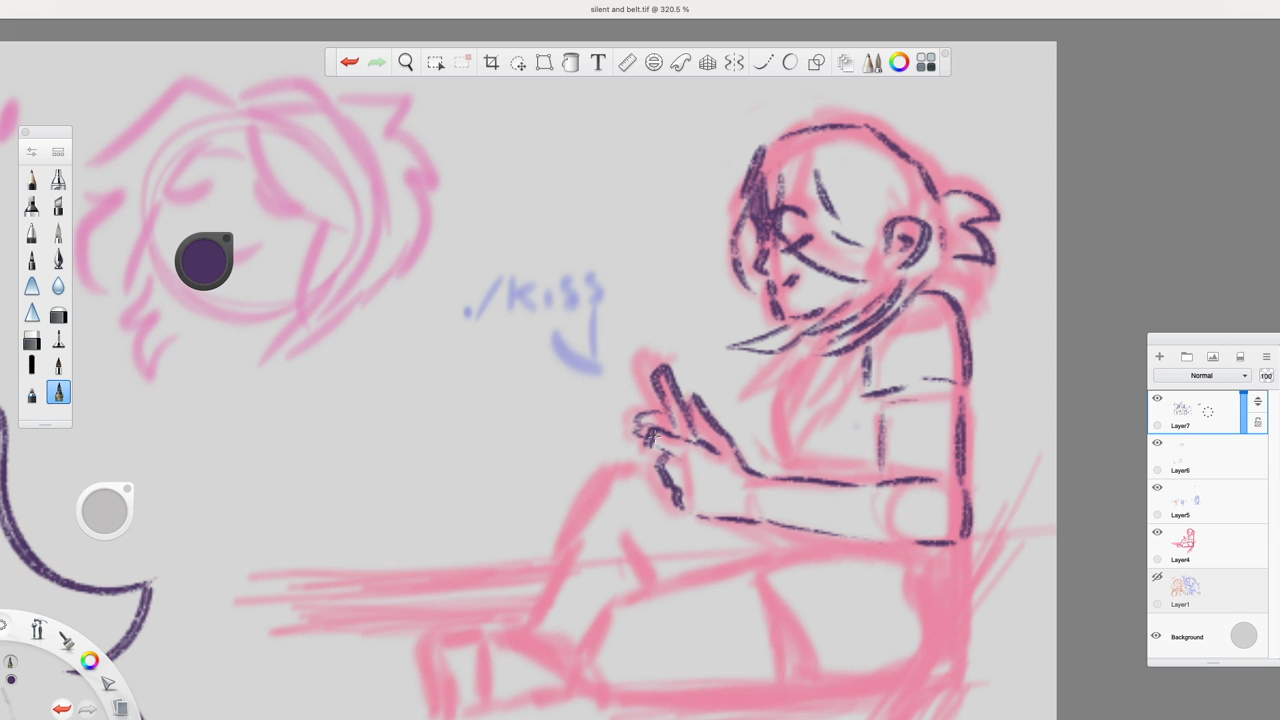 silent and belt.tif @ 320.5 %
T
./kiss
Normal
100
Layer7
Layer6
Layer5
Layer4
Layer1
Background